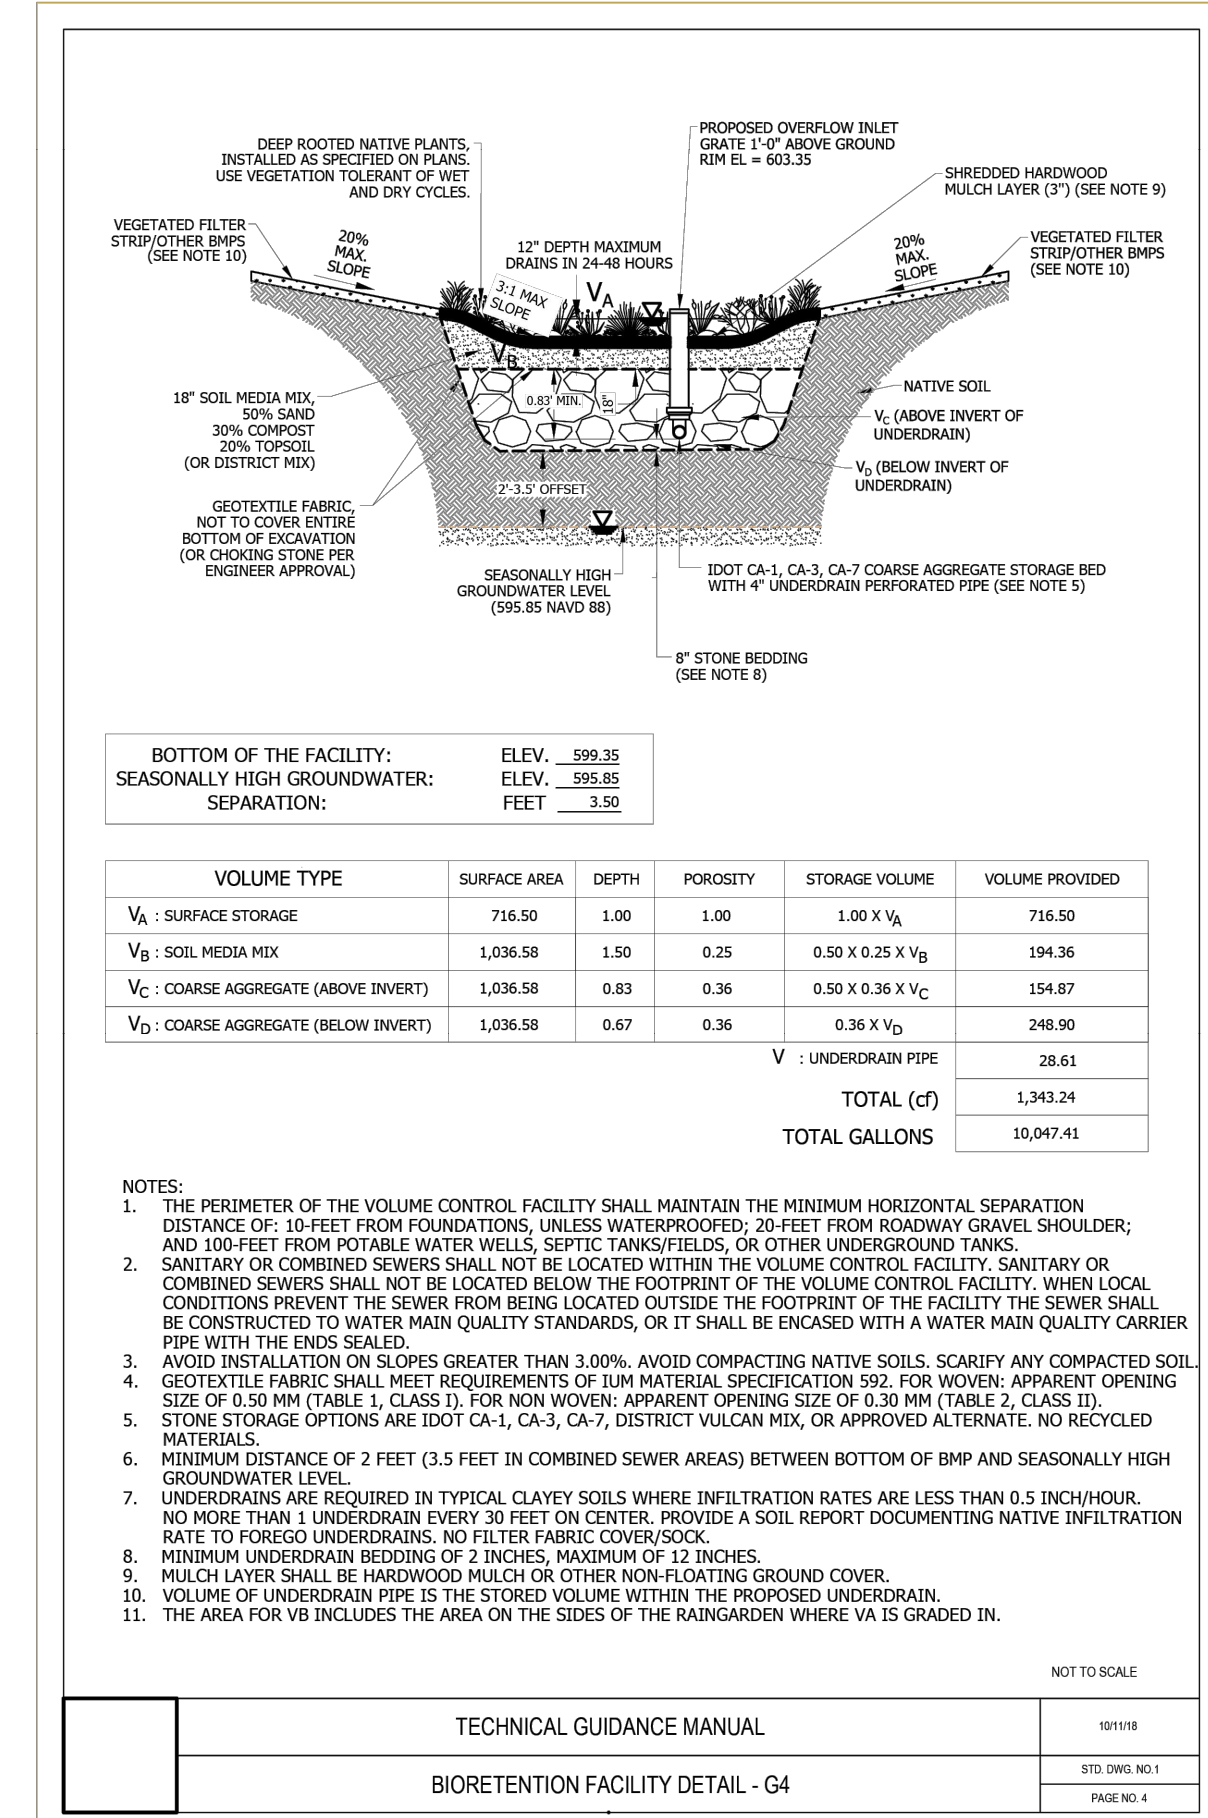 DEEP ROOTED NATIVE PLANTS,
INSTALLED AS SPECIFIED ON PLANS.
USE VEGETATION TOLERANT OF WET
AND DRY CYCLES.
PROPOSED OVERFLOW INLET
GRATE 1'-0" ABOVE GROUND
RIM EL = 603.35
SHREDDED HARDWOOD
MULCH LAYER (3") (SEE NOTE 9)
VEGETATED FILTER
STRIP/OTHER BMPS
(SEE NOTE 10)
20%
MAX.
SLOPE
12" DEPTH MAXIMUM
DRAINS IN 24-48 HOURS
20%
MAX.
SLOPE
VEGETATED FILTER
STRIP/OTHER BMPS
(SEE NOTE 10)
3:1 MAX
SLOPE
VA
VB
18" SOIL MEDIA MIX,
50% SAND
30% COMPOST
20% TOPSOIL
(OR DISTRICT MIX)
0.83' MIN.
18"
NATIVE SOIL
VC (ABOVE INVERT OF
UNDERDRAIN)
VD (BELOW INVERT OF
UNDERDRAIN)
2'-3.5' OFFSET
GEOTEXTILE FABRIC,
NOT TO COVER ENTIRE
BOTTOM OF EXCAVATION
(OR CHOKING STONE PER
ENGINEER APPROVAL)
SEASONALLY HIGH
GROUNDWATER LEVEL
(595.85 NAVD 88)
IDOT CA-1, CA-3, CA-7 COARSE AGGREGATE STORAGE BED
WITH 4" UNDERDRAIN PERFORATED PIPE (SEE NOTE 5)
8" STONE BEDDING
(SEE NOTE 8)
BOTTOM OF THE FACILITY: ELEV. 599.35
SEASONALLY HIGH GROUNDWATER: ELEV. 595.85
SEPARATION: FEET 3.50
VOLUME TYPE SURFACE AREA DEPTH POROSITY STORAGE VOLUME VOLUME PROVIDED
VA : SURFACE STORAGE 716.50 1.00 1.00 1.00 X VA 716.50
VB : SOIL MEDIA MIX 1,036.58 1.50 0.25 0.50 X 0.25 X VB 194.36
VC : COARSE AGGREGATE (ABOVE INVERT) 1,036.58 0.83 0.36 0.50 X 0.36 X VC 154.87
VD : COARSE AGGREGATE (BELOW INVERT) 1,036.58 0.67 0.36 0.36 X VD 248.90
V : UNDERDRAIN PIPE 28.61
TOTAL (cf) 1,343.24
TOTAL GALLONS 10,047.41
NOTES:
1. THE PERIMETER OF THE VOLUME CONTROL FACILITY SHALL MAINTAIN THE MINIMUM HORIZONTAL SEPARATION
DISTANCE OF: 10-FEET FROM FOUNDATIONS, UNLESS WATERPROOFED; 20-FEET FROM ROADWAY GRAVEL SHOULDER;
AND 100-FEET FROM POTABLE WATER WELLS, SEPTIC TANKS/FIELDS, OR OTHER UNDERGROUND TANKS.
2. SANITARY OR COMBINED SEWERS SHALL NOT BE LOCATED WITHIN THE VOLUME CONTROL FACILITY. SANITARY OR
COMBINED SEWERS SHALL NOT BE LOCATED BELOW THE FOOTPRINT OF THE VOLUME CONTROL FACILITY. WHEN LOCAL
CONDITIONS PREVENT THE SEWER FROM BEING LOCATED OUTSIDE THE FOOTPRINT OF THE FACILITY THE SEWER SHALL
BE CONSTRUCTED TO WATER MAIN QUALITY STANDARDS, OR IT SHALL BE ENCASED WITH A WATER MAIN QUALITY CARRIER
PIPE WITH THE ENDS SEALED.
3. AVOID INSTALLATION ON SLOPES GREATER THAN 3.00%. AVOID COMPACTING NATIVE SOILS. SCARIFY ANY COMPACTED SOIL.
4. GEOTEXTILE FABRIC SHALL MEET REQUIREMENTS OF IUM MATERIAL SPECIFICATION 592. FOR WOVEN: APPARENT OPENING
SIZE OF 0.50 MM (TABLE 1, CLASS I). FOR NON WOVEN: APPARENT OPENING SIZE OF 0.30 MM (TABLE 2, CLASS II).
5. STONE STORAGE OPTIONS ARE IDOT CA-1, CA-3, CA-7, DISTRICT VULCAN MIX, OR APPROVED ALTERNATE. NO RECYCLED
MATERIALS.
6. MINIMUM DISTANCE OF 2 FEET (3.5 FEET IN COMBINED SEWER AREAS) BETWEEN BOTTOM OF BMP AND SEASONALLY HIGH
GROUNDWATER LEVEL.
7. UNDERDRAINS ARE REQUIRED IN TYPICAL CLAYEY SOILS WHERE INFILTRATION RATES ARE LESS THAN 0.5 INCH/HOUR.
NO MORE THAN 1 UNDERDRAIN EVERY 30 FEET ON CENTER. PROVIDE A SOIL REPORT DOCUMENTING NATIVE INFILTRATION
RATE TO FOREGO UNDERDRAINS. NO FILTER FABRIC COVER/SOCK.
8. MINIMUM UNDERDRAIN BEDDING OF 2 INCHES, MAXIMUM OF 12 INCHES.
9. MULCH LAYER SHALL BE HARDWOOD MULCH OR OTHER NON-FLOATING GROUND COVER.
10. VOLUME OF UNDERDRAIN PIPE IS THE STORED VOLUME WITHIN THE PROPOSED UNDERDRAIN.
11. THE AREA FOR VB INCLUDES THE AREA ON THE SIDES OF THE RAINGARDEN WHERE VA IS GRADED IN.
NOT TO SCALE
TECHNICAL GUIDANCE MANUAL
10/11/18
BIORETENTION FACILITY DETAIL - G4
STD. DWG. NO.1
PAGE NO. 4